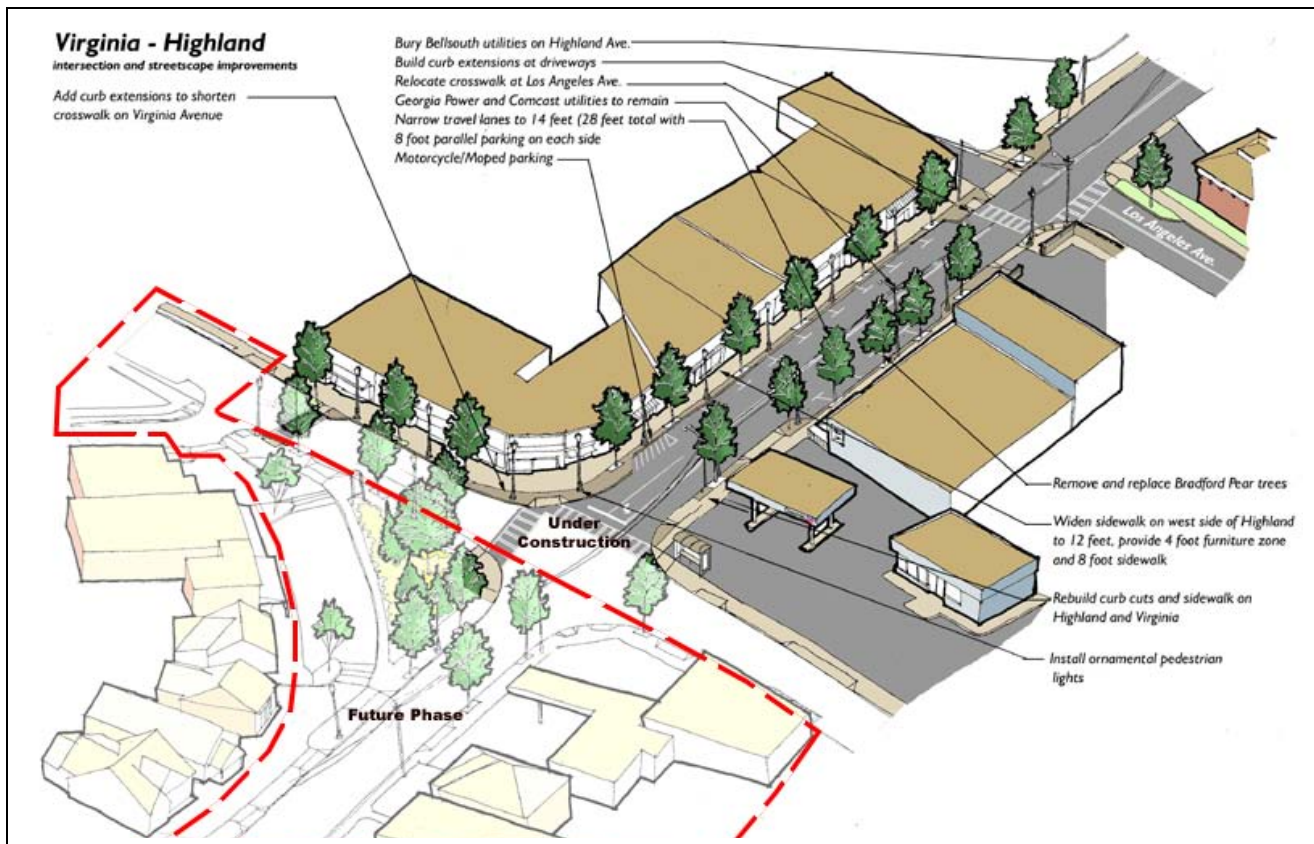 Virginia - Highland
intersection and streetscape improvements
Add curb extensions to shorten
crosswalk on Virginia Avenue
Bury Bellsouth utilities on Highland Ave.
Build curb extensions at driveways
Relocate crosswalk at Los Angeles Ave.
Georgia Power and Comcast utilities to remain
Narrow travel lanes to 14 feet (28 feet total with
8 foot parallel parking on each side
Motorcycle/Moped parking
Los Angeles Ave.
Remove and replace Bradford Pear trees
Widen sidewalk on west side of Highland
to 12 feet, provide 4 foot furniture zone
and 8 foot sidewalk
Rebuild curb cuts and sidewalk on
Highland and Virginia
Install ornamental pedestrian
lights
Under
Construction
Future Phase